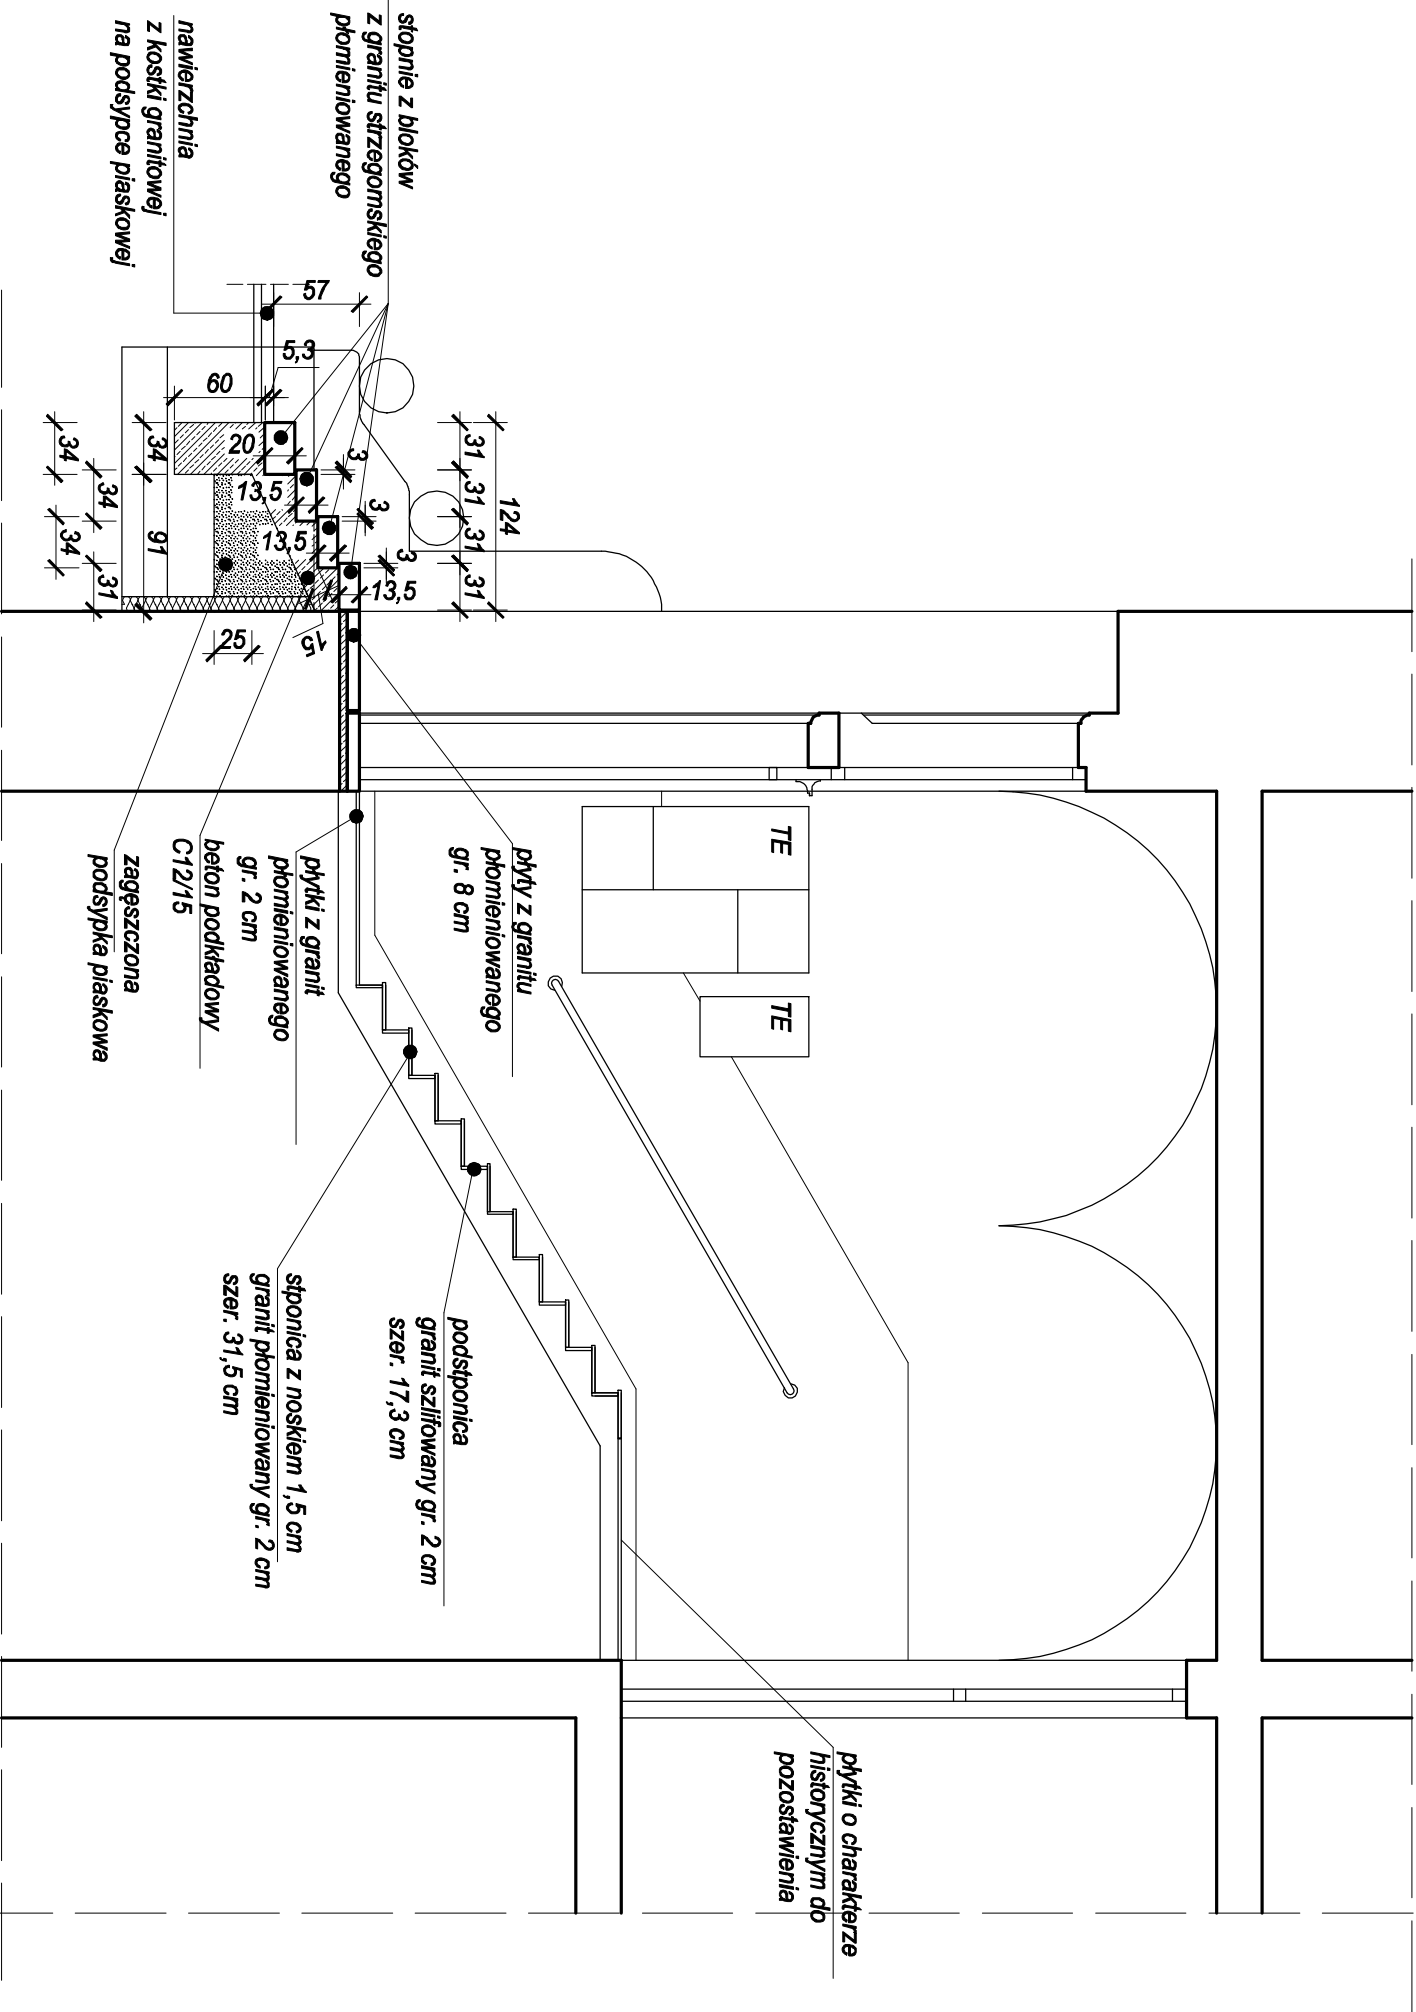 stopnie z bloków
z granitu strzegomskiego
płomieniowanego
nawierzchnia
z kostki granitowej
na podsypce piaskowej
57
5,3
60
20
13,5
13,5
13,5
3
3
3
31
31
31
31
124
34
91
34
34
34
31
15
25
płyty z granitu
płomieniowanego
gr. 8 cm
płytki z granit
płomieniowanego
gr. 2 cm
beton podkładowy
C12/15
zagęszczona
podsypka piaskowa
TE
TE
podstponica
granit szlifowany gr. 2 cm
szer. 17,3 cm
stponica z noskiem 1,5 cm
granit płomieniowany gr. 2 cm
szer. 31,5 cm
płytki o charakterze
historycznym do
pozostawienia